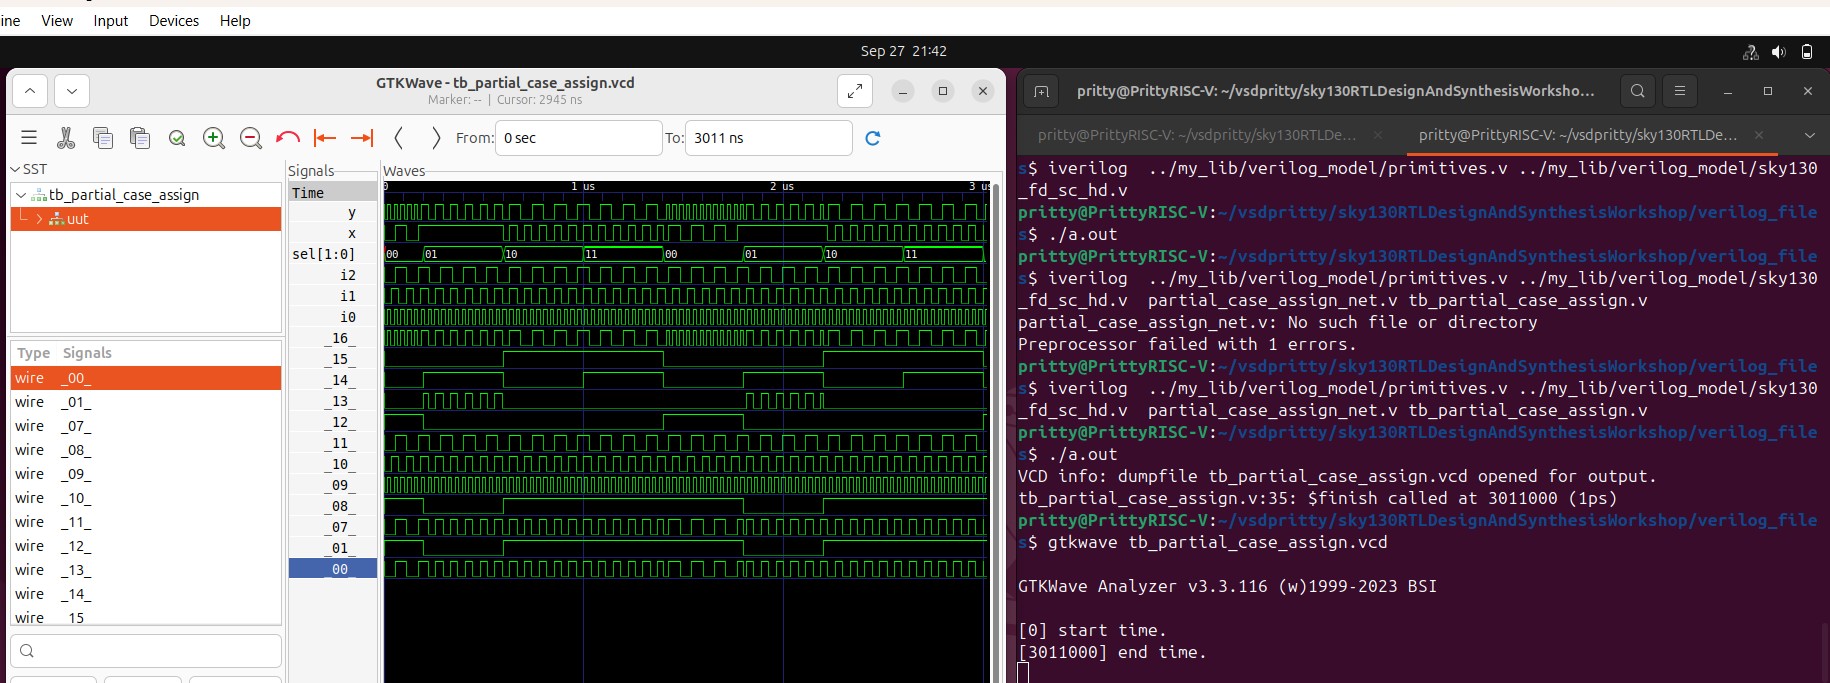 ine View Input Devices Help
Sep 27 21:42
GTKWave - tb_partial_case_assign.vcd
Marker: -- | Cursor: 2945 ns
From: 0 sec To: 3011 ns
SST
tb_partial_case_assign
uut
Type Signals
wire _00_
wire _01_
wire _07_
wire _08_
wire _09_
wire _10_
wire _11_
wire _12_
wire _13_
wire _14_
wire _15_
Signals
Time
y
x
sel[1:0]
i2
i1
i0
_16_
_15_
_14_
_13_
_12_
_11_
_10_
_09_
_08_
_07_
_01_
_00_
Waves
0 1 us 2 us 3 us
00 01 10 11 00 01 10 11
pritty@PrittyRISC-V: ~/vsdpritty/sky130RTLDesignAndSynthesisWorksho...
pritty@PrittyRISC-V: ~/vsdpritty/sky130RTLDe... pritty@PrittyRISC-V: ~/vsdpritty/sky130RTLDe...
s$ iverilog ../my_lib/verilog_model/primitives.v ../my_lib/verilog_model/sky130
_fd_sc_hd.v
pritty@PrittyRISC-V:~/vsdpritty/sky130RTLDesignAndSynthesisWorkshop/verilog_file
s$ ./a.out
pritty@PrittyRISC-V:~/vsdpritty/sky130RTLDesignAndSynthesisWorkshop/verilog_file
s$ iverilog ../my_lib/verilog_model/primitives.v ../my_lib/verilog_model/sky130
_fd_sc_hd.v partial_case_assign_net.v tb_partial_case_assign.v
partial_case_assign_net.v: No such file or directory
Preprocessor failed with 1 errors.
pritty@PrittyRISC-V:~/vsdpritty/sky130RTLDesignAndSynthesisWorkshop/verilog_file
s$ iverilog ../my_lib/verilog_model/primitives.v ../my_lib/verilog_model/sky130
_fd_sc_hd.v partial_case_assign_net.v tb_partial_case_assign.v
pritty@PrittyRISC-V:~/vsdpritty/sky130RTLDesignAndSynthesisWorkshop/verilog_file
s$ ./a.out
VCD info: dumpfile tb_partial_case_assign.vcd opened for output.
tb_partial_case_assign.v:35: $finish called at 3011000 (1ps)
pritty@PrittyRISC-V:~/vsdpritty/sky130RTLDesignAndSynthesisWorkshop/verilog_file
s$ gtkwave tb_partial_case_assign.vcd
GTKWave Analyzer v3.3.116 (w)1999-2023 BSI
[0] start time.
[3011000] end time.